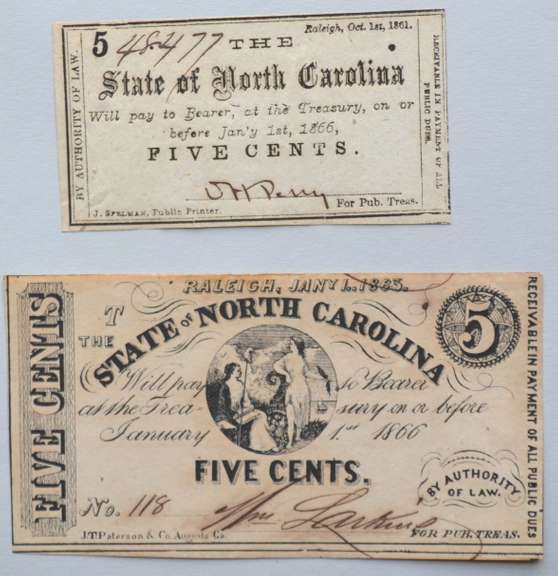 5 48477 THE Raleigh, Oct. 1st, 1861.
State of North Carolina
Will pay to Bearer, at the Treasury, on or
before Jan'y 1st, 1866,
FIVE CENTS.
For Pub. Treas.
J. SPELMAN, Public Printer.
BY AUTHORITY OF LAW.
RECEIVABLE IN PAYMENT OF ALL
PUBLIC DUES.
RALEIGH, JANY 1..1863.
T
THE STATE OF NORTH CAROLINA
5
Will pay to Bearer
at the Trea- sury on or before
January 1st 1866
FIVE CENTS.
No. 118
BY AUTHORITY
OF LAW.
Wm Larkins
FOR PUB. TREAS.
J.T. Paterson & Co. Augusta Ga
FIVE CENTS
RECEIVABLE IN PAYMENT OF ALL PUBLIC DUES